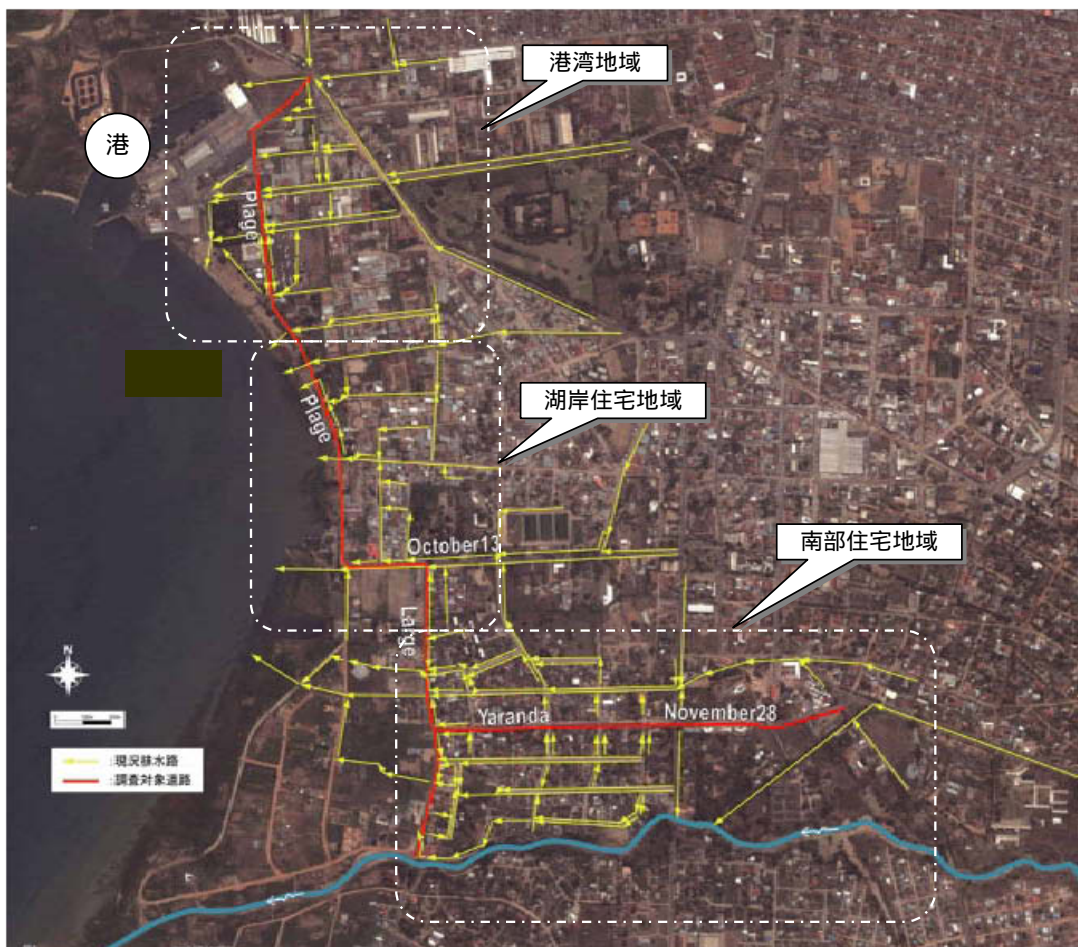 港湾地域
港
Plage
Plage
湖岸住宅地域
October13
南部住宅地域
Large
N
Yaranda
November28
:現況排水路
:調査対象道路